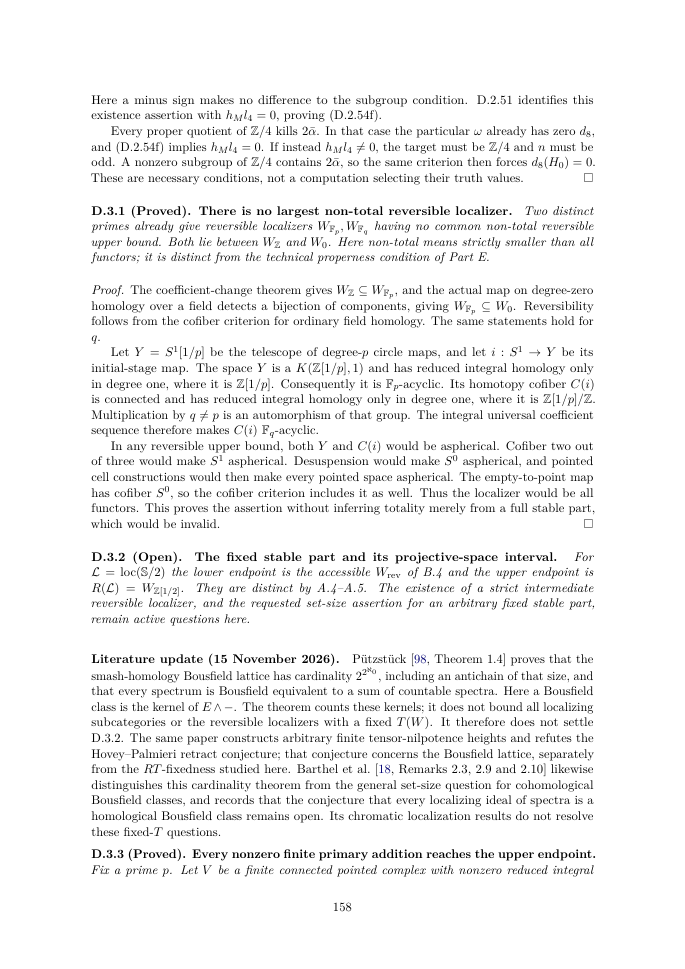 Here a minus sign makes no difference to the subgroup condition. D.2.51 identifies this
existence assertion with h_M l_4 = 0, proving (D.2.54f).
Every proper quotient of ℤ/4 kills 2ᾱ. In that case the particular ω already has zero d_8,
and (D.2.54f) implies h_M l_4 = 0. If instead h_M l_4 ≠ 0, the target must be ℤ/4 and n must be
odd. A nonzero subgroup of ℤ/4 contains 2ᾱ, so the same criterion then forces d_8(H_0) = 0.
These are necessary conditions, not a computation selecting their truth values. □
D.3.1 (Proved). There is no largest non-total reversible localizer. Two distinct
primes already give reversible localizers W_{𝔽_p}, W_{𝔽_q} having no common non-total reversible
upper bound. Both lie between W_ℤ and W_0. Here non-total means strictly smaller than all
functors; it is distinct from the technical properness condition of Part E.
Proof. The coefficient-change theorem gives W_ℤ ⊆ W_{𝔽_p}, and the actual map on degree-zero
homology over a field detects a bijection of components, giving W_{𝔽_p} ⊆ W_0. Reversibility
follows from the cofiber criterion for ordinary field homology. The same statements hold for
q.
Let Y = S^1[1/p] be the telescope of degree-p circle maps, and let i : S^1 → Y be its
initial-stage map. The space Y is a K(ℤ[1/p], 1) and has reduced integral homology only
in degree one, where it is ℤ[1/p]. Consequently it is 𝔽_p-acyclic. Its homotopy cofiber C(i)
is connected and has reduced integral homology only in degree one, where it is ℤ[1/p]/ℤ.
Multiplication by q ≠ p is an automorphism of that group. The integral universal coefficient
sequence therefore makes C(i) 𝔽_q-acyclic.
In any reversible upper bound, both Y and C(i) would be aspherical. Cofiber two out
of three would make S^1 aspherical. Desuspension would make S^0 aspherical, and pointed
cell constructions would then make every pointed space aspherical. The empty-to-point map
has cofiber S^0, so the cofiber criterion includes it as well. Thus the localizer would be all
functors. This proves the assertion without inferring totality merely from a full stable part,
which would be invalid. □
D.3.2 (Open). The fixed stable part and its projective-space interval. For
ℒ = loc(𝕊/2) the lower endpoint is the accessible W_rev of B.4 and the upper endpoint is
R(ℒ) = W_{ℤ[1/2]}. They are distinct by A.4–A.5. The existence of a strict intermediate
reversible localizer, and the requested set-size assertion for an arbitrary fixed stable part,
remain active questions here.
Literature update (15 November 2026). Pützstück [98, Theorem 1.4] proves that the
smash-homology Bousfield lattice has cardinality 2^{2^{ℵ_0}}, including an antichain of that size, and
that every spectrum is Bousfield equivalent to a sum of countable spectra. Here a Bousfield
class is the kernel of E ∧ −. The theorem counts these kernels; it does not bound all localizing
subcategories or the reversible localizers with a fixed T(W). It therefore does not settle
D.3.2. The same paper constructs arbitrary finite tensor-nilpotence heights and refutes the
Hovey–Palmieri retract conjecture; that conjecture concerns the Bousfield lattice, separately
from the RT-fixedness studied here. Barthel et al. [18, Remarks 2.3, 2.9 and 2.10] likewise
distinguishes this cardinality theorem from the general set-size question for cohomological
Bousfield classes, and records that the conjecture that every localizing ideal of spectra is a
homological Bousfield class remains open. Its chromatic localization results do not resolve
these fixed-T questions.
D.3.3 (Proved). Every nonzero finite primary addition reaches the upper endpoint.
Fix a prime p. Let V be a finite connected pointed complex with nonzero reduced integral
158